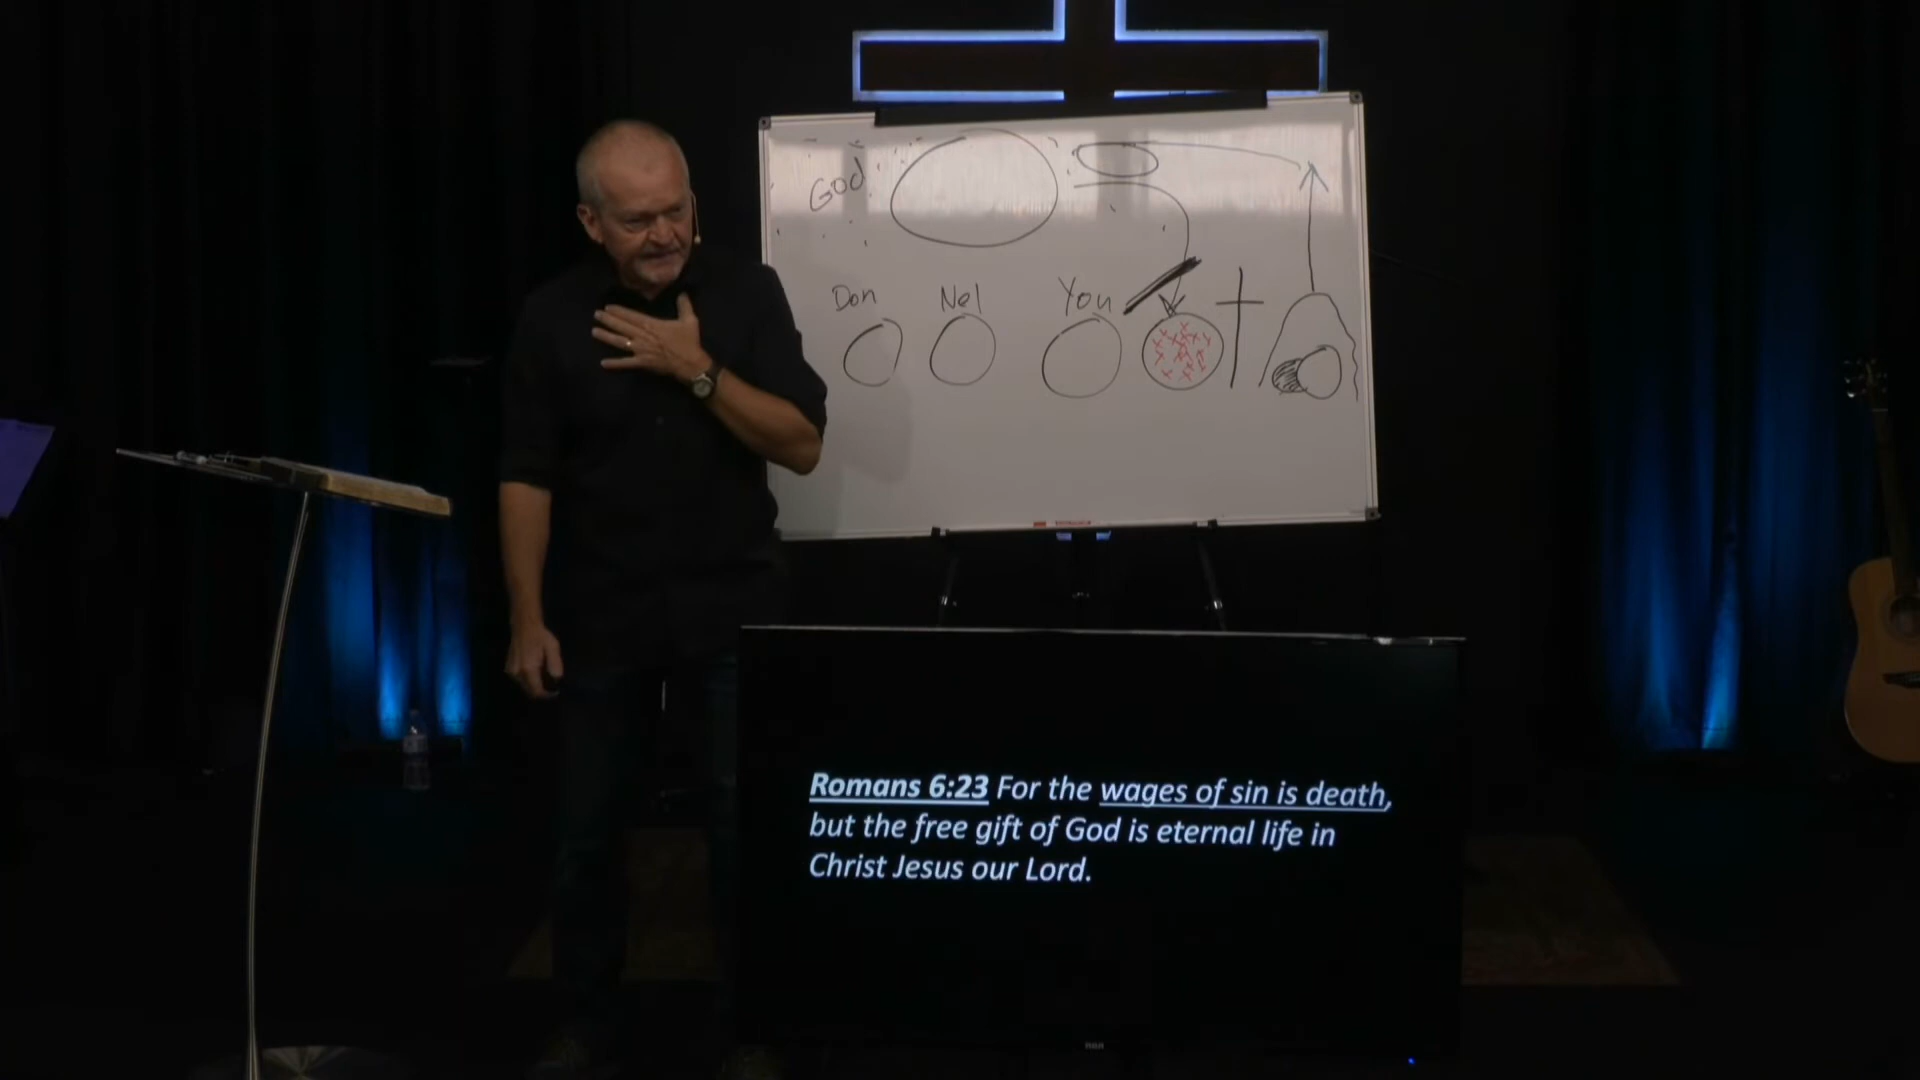 God
Don Nel You
Romans 6:23 For the wages of sin is death,
but the free gift of God is eternal life in
Christ Jesus our Lord.
RCA